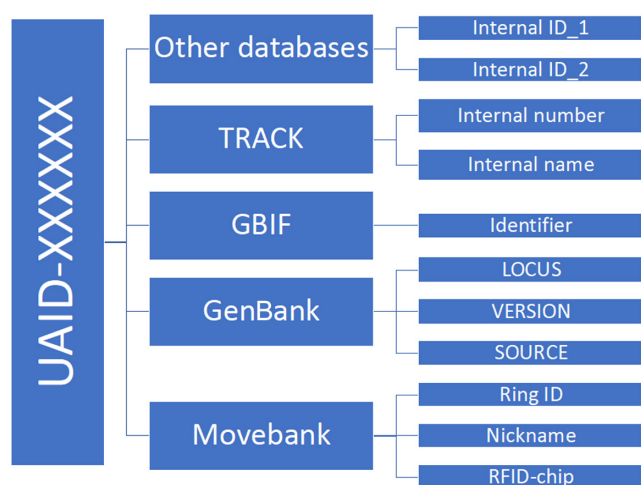 UAID-XXXXXX
Other databases
Internal ID_1
Internal ID_2
TRACK
Internal number
Internal name
GBIF
Identifier
GenBank
LOCUS
VERSION
SOURCE
Movebank
Ring ID
Nickname
RFID-chip